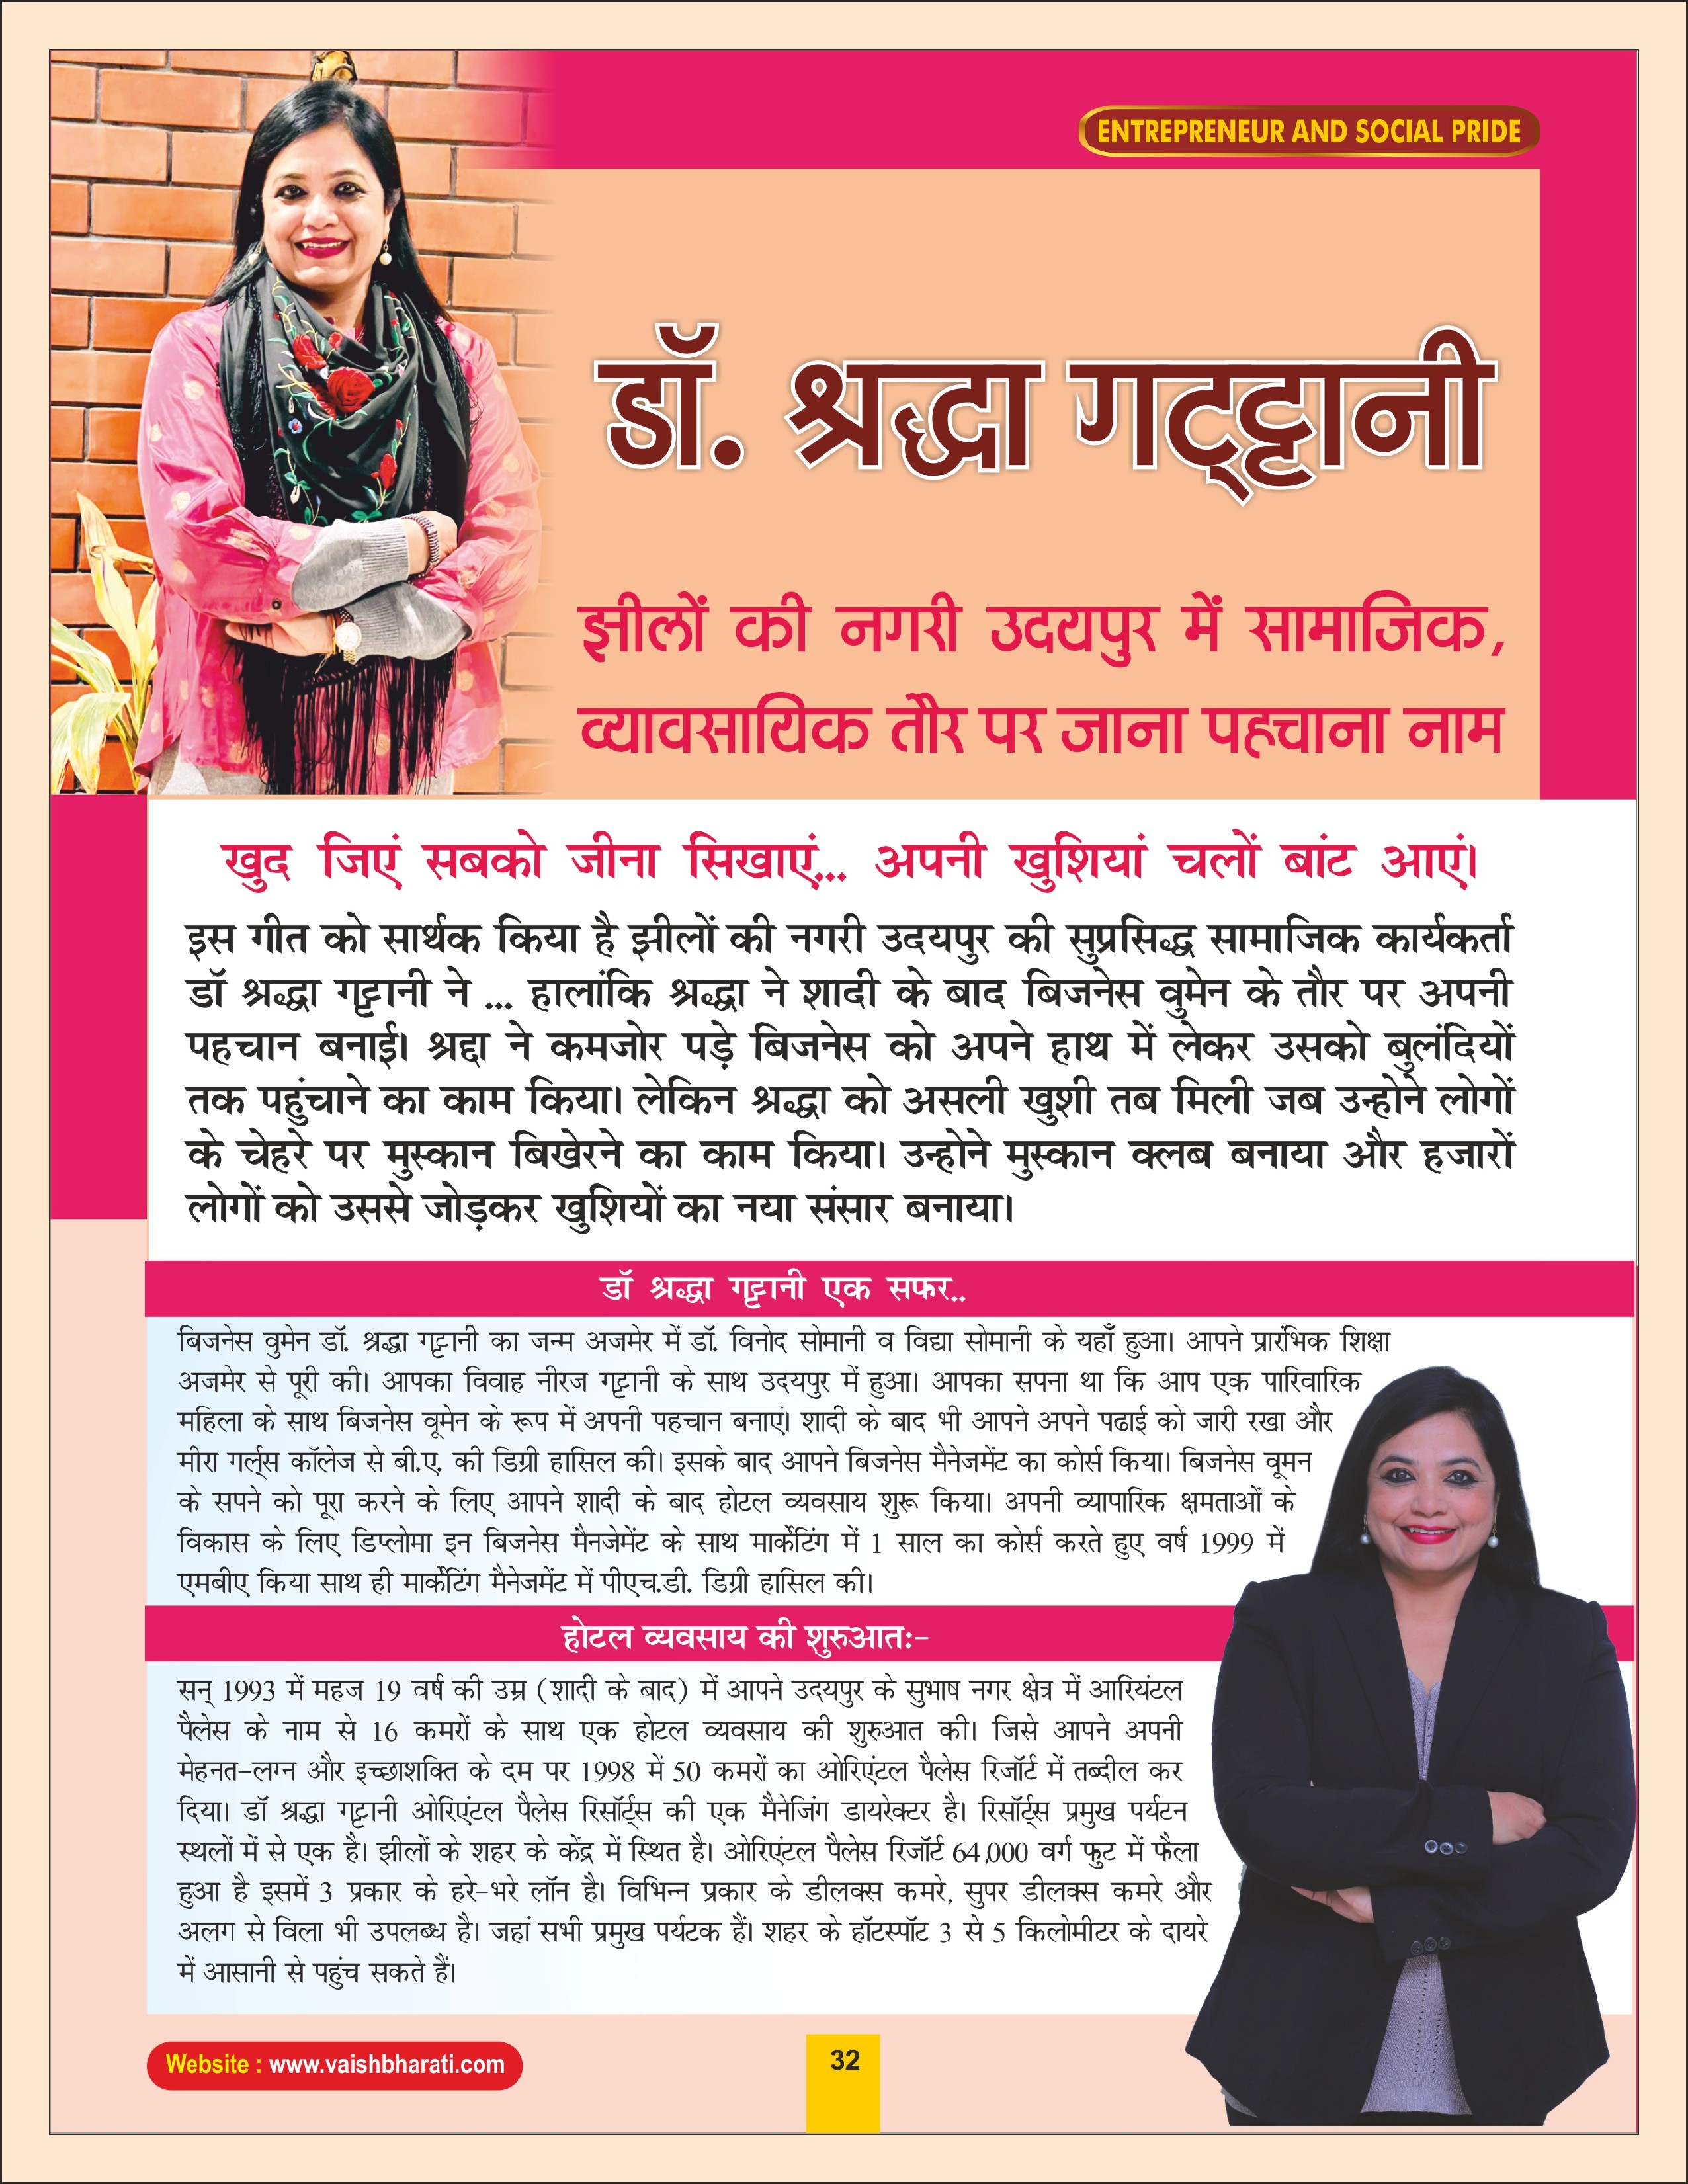 ENTREPRENEUR AND SOCIAL PRIDE
डॉ. श्रद्धा गट्ट्टानी
झीलों की नगरी उदयपुर में सामाजिक,
व्यावसायिक तौर पर जाना पहचाना नाम
खुद जिएं सबको जीना सिखाएं... अपनी खुशियां चलों बांट आएं।
इस गीत को सार्थक किया है झीलों की नगरी उदयपुर की सुप्रसिद्ध सामाजिक कार्यकर्ता
डॉ श्रद्धा गट्टानी ने ... हालांकि श्रद्धा ने शादी के बाद बिजनेस वुमेन के तौर पर अपनी
पहचान बनाई। श्रद्दा ने कमजोर पड़े बिजनेस को अपने हाथ में लेकर उसको बुलंदियों
तक पहुंचाने का काम किया। लेकिन श्रद्धा को असली खुशी तब मिली जब उन्होने लोगों
के चेहरे पर मुस्कान बिखेरने का काम किया। उन्होने मुस्कान क्लब बनाया और हजारों
लोगों को उससे जोड़कर खुशियों का नया संसार बनाया।
डॉ श्रद्धा गट्टानी एक सफर..
बिजनेस वुमेन डॉ. श्रद्धा गट्टानी का जन्म अजमेर में डॉ. विनोद सोमानी व विद्या सोमानी के यहाँ हुआ। आपने प्रारंभिक शिक्षा
अजमेर से पूरी की। आपका विवाह नीरज गट्टानी के साथ उदयपुर में हुआ। आपका सपना था कि आप एक पारिवारिक
महिला के साथ बिजनेस वूमेन के रूप में अपनी पहचान बनाएं। शादी के बाद भी आपने अपने पढाई को जारी रखा और
मीरा गर्ल्स कॉलेज से बी.ए. की डिग्री हासिल की। इसके बाद आपने बिजनेस मैनेजमेंट का कोर्स किया। बिजनेस वूमन
के सपने को पूरा करने के लिए आपने शादी के बाद होटल व्यवसाय शुरू किया। अपनी व्यापारिक क्षमताओं के
विकास के लिए डिप्लोमा इन बिजनेस मैनजेमेंट के साथ मार्केटिंग में 1 साल का कोर्स करते हुए वर्ष 1999 में
एमबीए किया साथ ही मार्केटिंग मैनेजमेंट में पीएच.डी. डिग्री हासिल की।
होटल व्यवसाय की शुरुआतः-
सन् 1993 में महज 19 वर्ष की उम्र (शादी के बाद) में आपने उदयपुर के सुभाष नगर क्षेत्र में आरियंटल
पैलेस के नाम से 16 कमरों के साथ एक होटल व्यवसाय की शुरुआत की। जिसे आपने अपनी
मेहनत-लग्न और इच्छाशक्ति के दम पर 1998 में 50 कमरों का ओरिएंटल पैलेस रिजॉर्ट में तब्दील कर
दिया। डॉ श्रद्धा गट्टानी ओरिएंटल पैलेस रिसॉर्ट्स की एक मैनेजिंग डायरेक्टर है। रिसॉर्ट्स प्रमुख पर्यटन
स्थलों में से एक है। झीलों के शहर के केंद्र में स्थित है। ओरिएंटल पैलेस रिजॉर्ट 64,000 वर्ग फुट में फैला
हुआ है इसमें 3 प्रकार के हरे-भरे लॉन है। विभिन्न प्रकार के डीलक्स कमरे, सुपर डीलक्स कमरे और
अलग से विला भी उपलब्ध है। जहां सभी प्रमुख पर्यटक हैं। शहर के हॉटस्पॉट 3 से 5 किलोमीटर के दायरे
में आसानी से पहुंच सकते हैं।
Website : www.vaishbharati.com
32